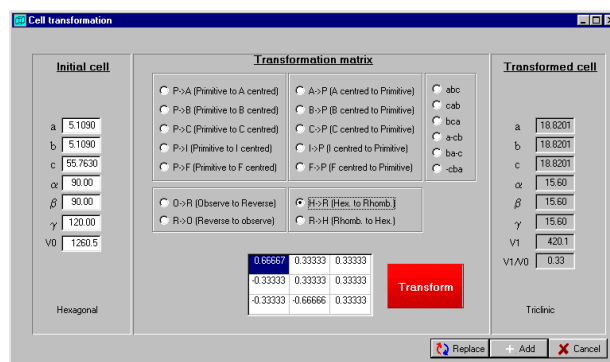 Cell transformation
Initial cell
a 5.1090
b 5.1090
c 55.7630
α 90.00
β 90.00
γ 120.00
V0 1260.5
Hexagonal
Transformation matrix
P->A (Primitive to A centred)
P->B (Primitive to B centred)
P->C (Primitive to C centred)
P->I (Primitive to I centred)
P->F (Primitive to F centred)
A->P (A centred to Primitive)
B->P (B centred to Primitive)
C->P (C centred to Primitive)
I->P (I centred to Primitive)
F->P (F centred to Primitive)
abc
cab
bca
a-cb
ba-c
-cba
O->R (Observe to Reverse)
R->O (Reverse to observe)
H->R (Hex. to Rhomb.)
R->H (Rhomb. to Hex.)
0.66667 0.33333 0.33333
-0.33333 0.33333 0.33333
-0.33333 -0.66666 0.33333
Transform
Transformed cell
a 18.8201
b 18.8201
c 18.8201
α 15.60
β 15.60
γ 15.60
V1 420.1
V1/V0 0.33
Triclinic
Replace
Add
Cancel